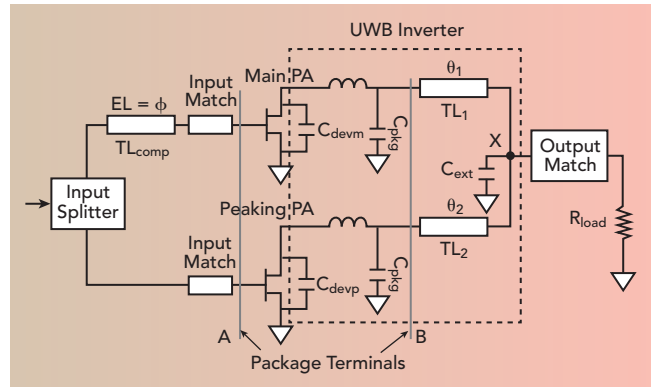 UWB Inverter
Input
Match
Main PA
θ1
EL = ϕ
TLcomp
Cdevm
Cpkg
TL1
X
Cext
Output
Match
Input
Splitter
Peaking PA
θ2
Rload
Input
Match
Cdevp
Cpkg
TL2
A
B
Package Terminals